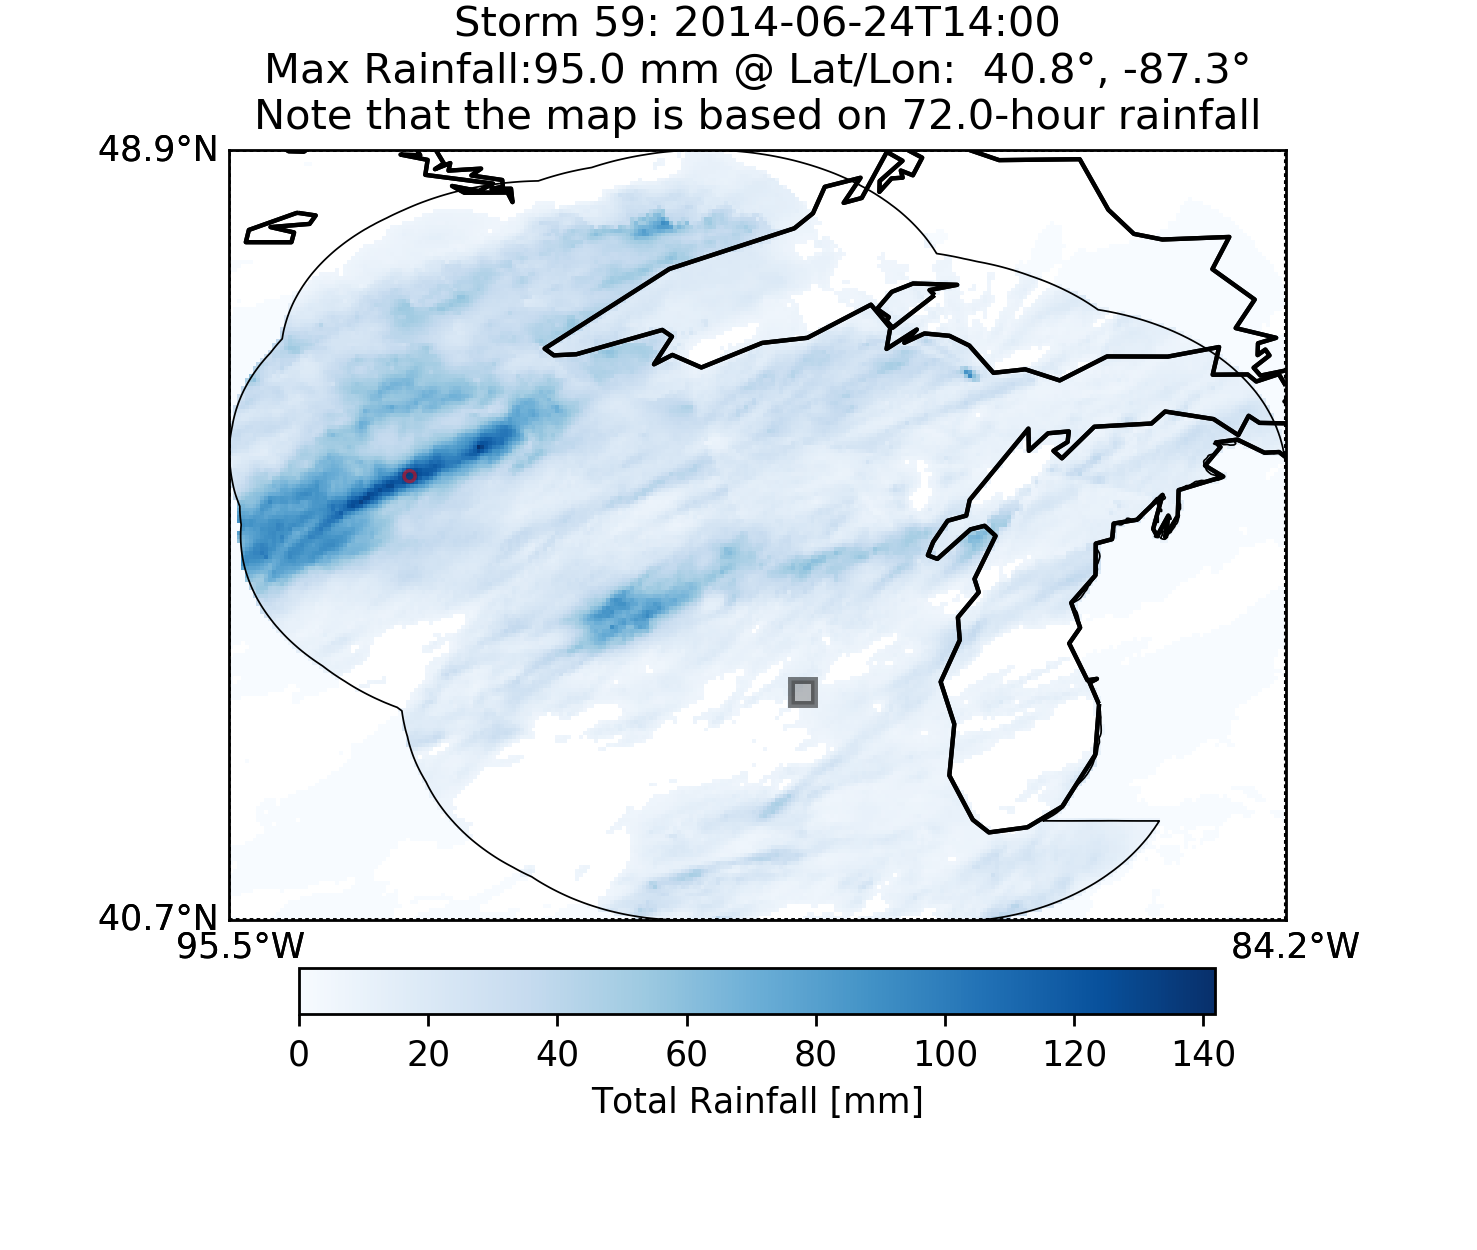 Storm 59: 2014-06-24T14:00
Max Rainfall:95.0 mm @ Lat/Lon:  40.8°, -87.3°
Note that the map is based on 72.0-hour rainfall
48.9°N
40.7°N
95.5°W 84.2°W
0 20 40 60 80 100 120 140
Total Rainfall [mm]